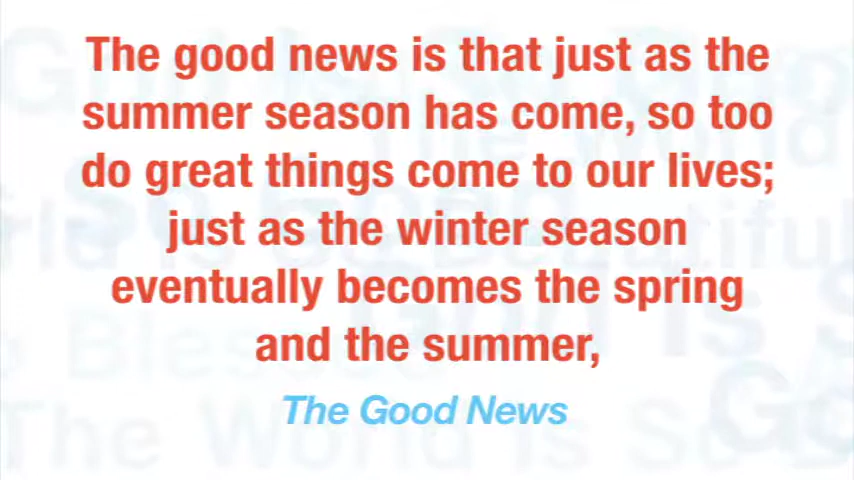 The good news is that just as the
summer season has come, so too
do great things come to our lives;
just as the winter season
eventually becomes the spring
and the summer,
The Good News